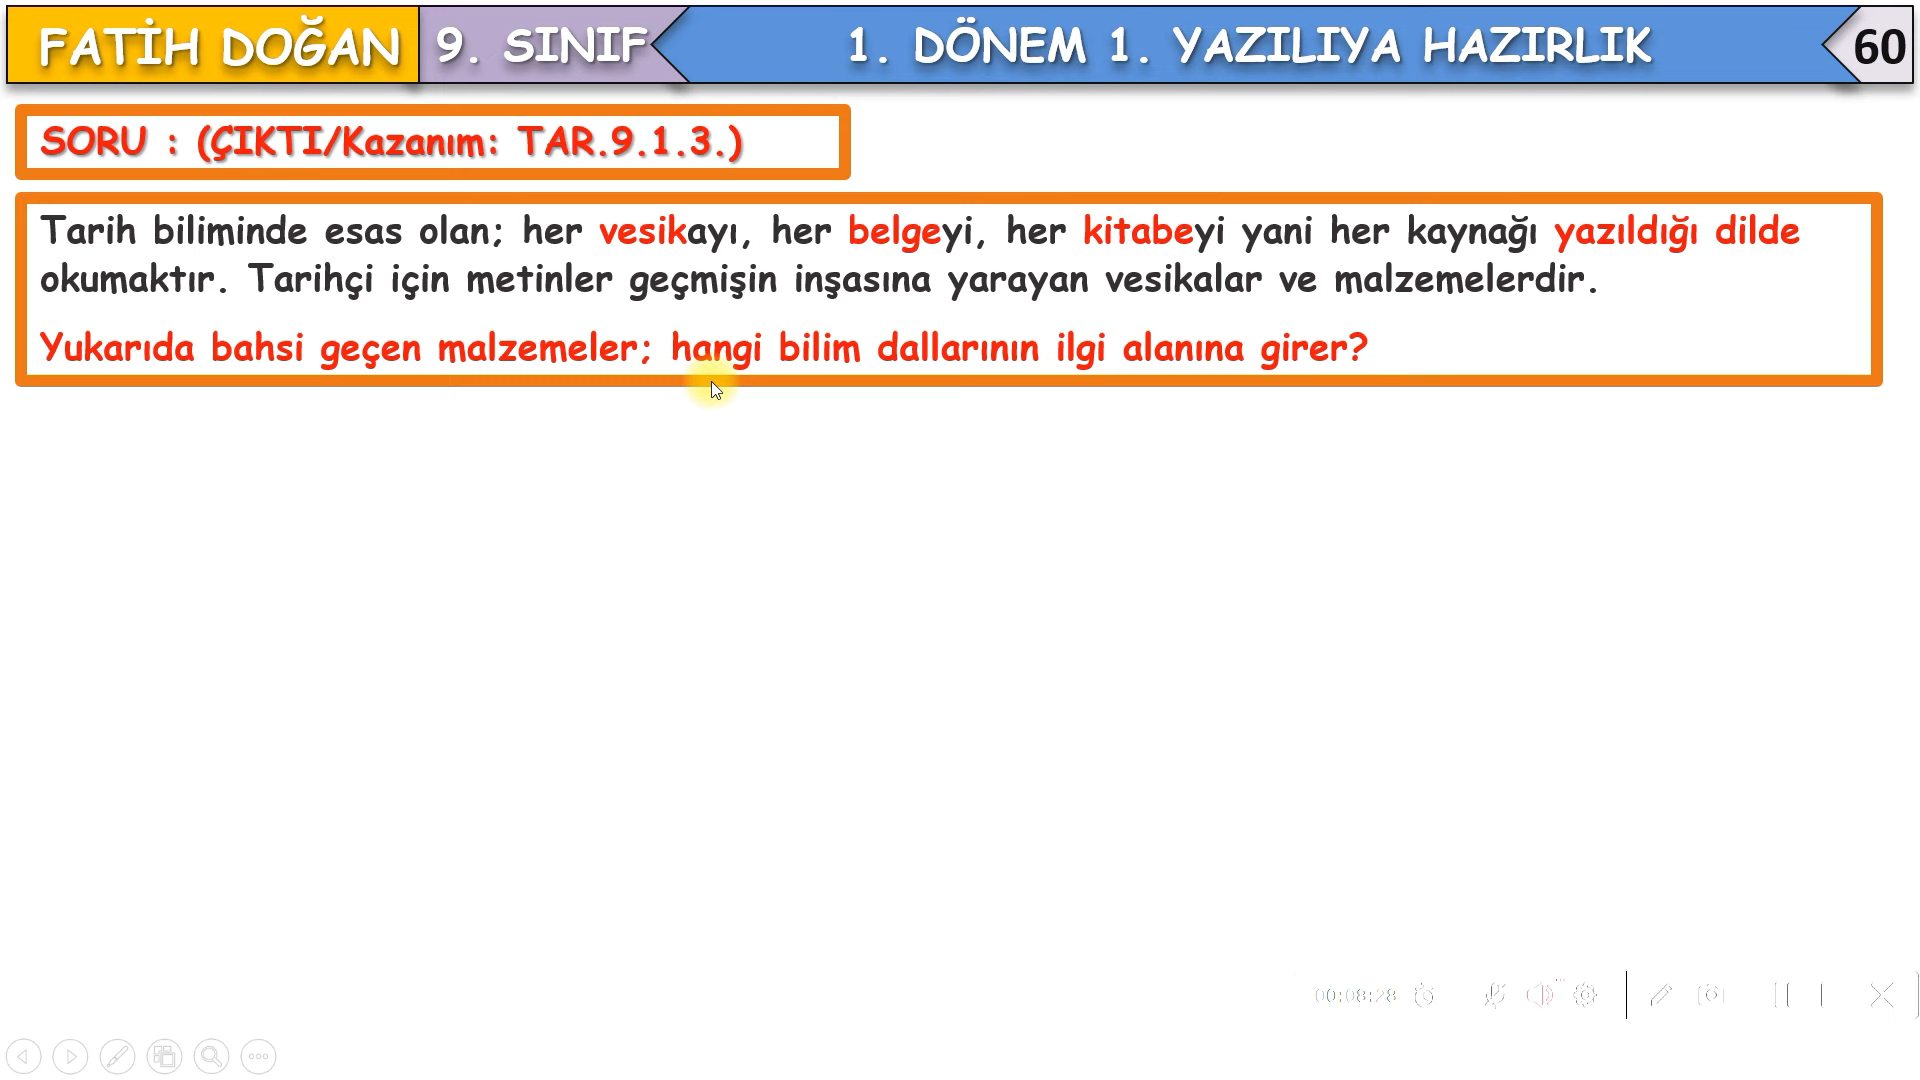 FATİH DOĞAN
9. SINIF
1. DÖNEM 1. YAZILIYA HAZIRLIK
60
SORU : (ÇIKTI/Kazanım: TAR.9.1.3.)
Tarih biliminde esas olan; her vesikayı, her belgeyi, her kitabeyi yani her kaynağı yazıldığı dilde
okumaktır. Tarihçi için metinler geçmişin inşasına yarayan vesikalar ve malzemelerdir.
Yukarıda bahsi geçen malzemeler; hangi bilim dallarının ilgi alanına girer?
00:08:28